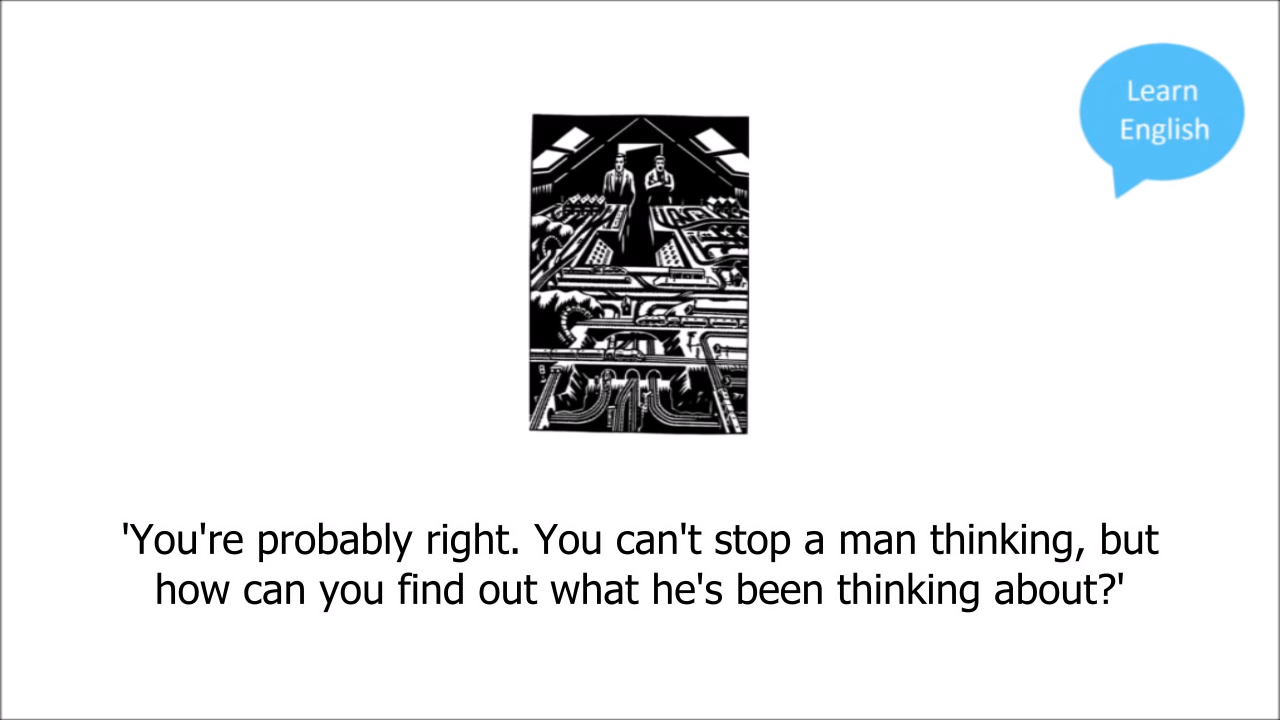 Learn
English
'You're probably right. You can't stop a man thinking, but
how can you find out what he's been thinking about?'